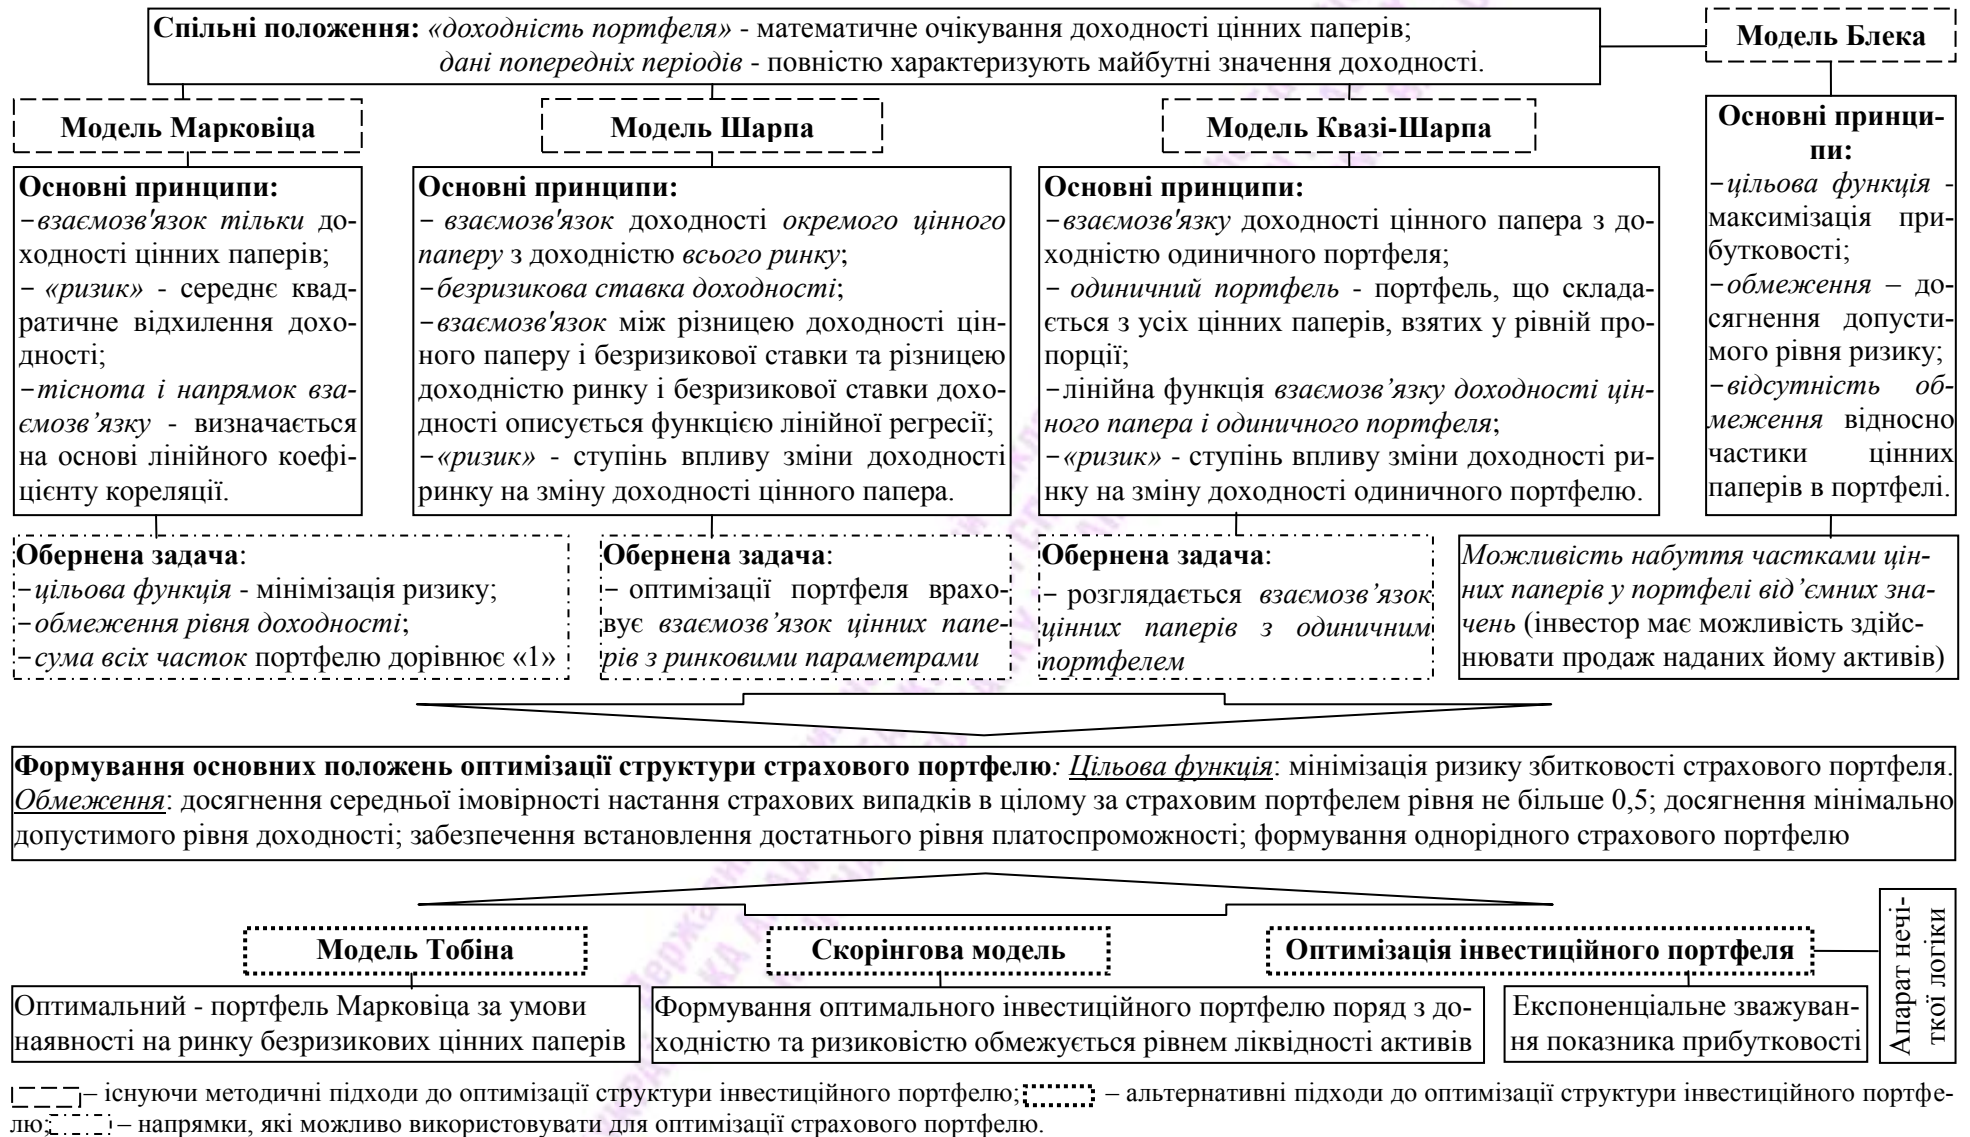 Спільні положення: «доходність портфеля» - математичне очікування доходності цінних паперів;
дані попередніх періодів - повністю характеризують майбутні значення доходності.
Модель Блека
Модель Марковіца
Модель Шарпа
Модель Квазі-Шарпа
Основні принципи:
–взаємозв'язок тільки до-
ходності цінних паперів;
– «ризик» - середнє квад-
ратичне відхилення дохо-
дності;
–тіснота і напрямок вза-
ємозв’язку - визначається
на основі лінійного коефі-
цієнту кореляції.
Основні принципи:
– взаємозв'язок доходності окремого цінного
паперу з доходністю всього ринку;
–безризикова ставка доходності;
–взаємозв'язок між різницею доходності цін-
ного паперу і безризикової ставки та різницею
доходністю ринку і безризикової ставки дохо-
дності описується функцією лінійної регресії;
–«ризик» - ступінь впливу зміни доходності
ринку на зміну доходності цінного папера.
Основні принципи:
–взаємозв'язку доходності цінного папера з до-
ходністю одиничного портфеля;
– одиничний портфель - портфель, що склада-
ється з усіх цінних паперів, взятих у рівній про-
порції;
–лінійна функція взаємозв’язку доходності цін-
ного папера і одиничного портфеля;
–«ризик» - ступінь впливу зміни доходності ри-
нку на зміну доходності одиничного портфелю.
Основні принци-
пи:
–цільова функція -
максимізація при-
бутковості;
–обмеження – до-
сягнення допусти-
мого рівня ризику;
–відсутність об-
меження відносно
частики цінних
паперів в портфелі.
Обернена задача:
–цільова функція - мінімізація ризику;
–обмеження рівня доходності;
–сума всіх часток портфелю дорівнює «1»
Обернена задача:
– оптимізації портфеля врахо-
вує взаємозв’язок цінних папе-
рів з ринковими параметрами
Обернена задача:
– розглядається взаємозв’язок
цінних паперів з одиничним
портфелем
Можливість набуття частками цін-
них паперів у портфелі від’ємних зна-
чень (інвестор має можливість здійс-
нювати продаж наданих йому активів)
Формування основних положень оптимізації структури страхового портфелю: Цільова функція: мінімізація ризику збитковості страхового портфеля.
Обмеження: досягнення середньої імовірності настання страхових випадків в цілому за страховим портфелем рівня не більше 0,5; досягнення мінімально
допустимого рівня доходності; забезпечення встановлення достатнього рівня платоспроможності; формування однорідного страхового портфелю
Модель Тобіна
Скорінгова модель
Оптимізація інвестиційного портфеля
Апарат нечі-
ткої логіки
Оптимальний - портфель Марковіца за умови
наявності на ринку безризикових цінних паперів
Формування оптимального інвестиційного портфелю поряд з до-
ходністю та ризиковістю обмежується рівнем ліквідності активів
Експоненціальне зважуван-
ня показника прибутковості
– існуючи методичні підходи до оптимізації структури інвестиційного портфелю; – альтернативні підходи до оптимізації структури інвестиційного портфе-
лю; – напрямки, які можливо використовувати для оптимізації страхового портфелю.